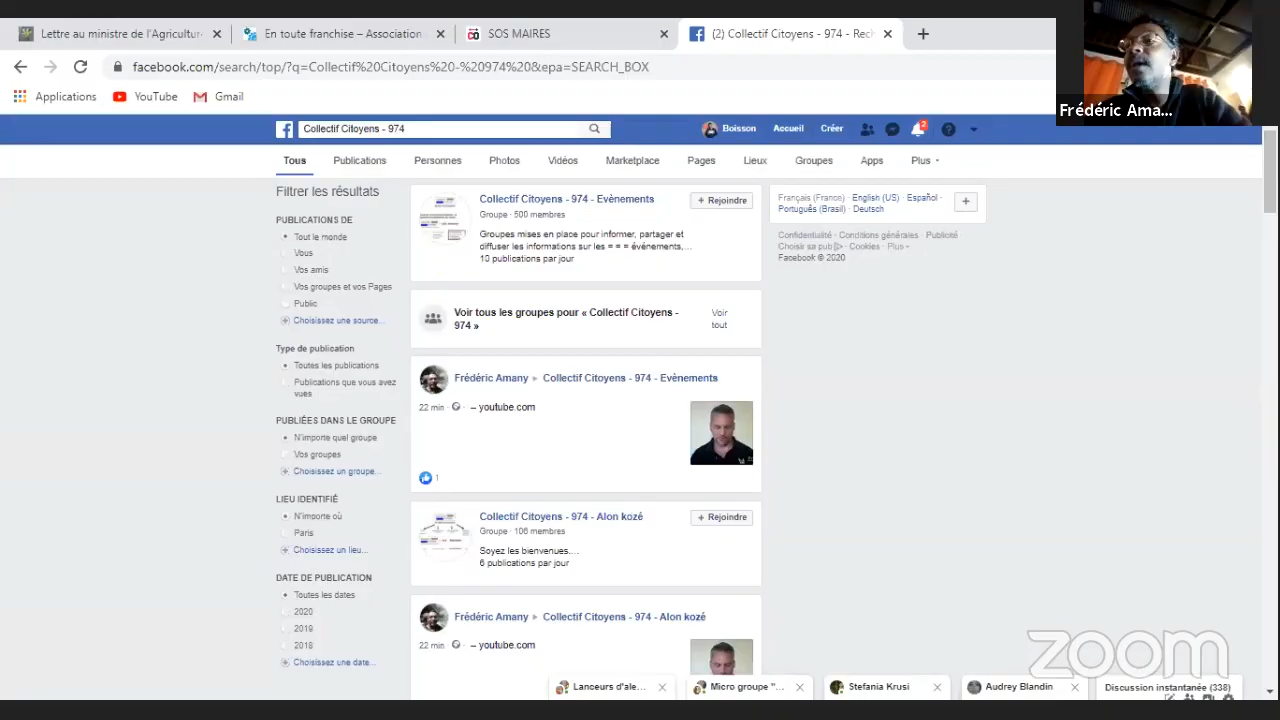 Lettre au ministre de l'Agricultur
En toute franchise – Association
SOS MAIRES
(2) Collectif Citoyens - 974 - Rech
facebook.com/search/top/?q=Collectif%20Citoyens%20-%20974%20&epa=SEARCH_BOX
Applications
YouTube
Gmail
Frédéric Ama...
Collectif Citoyens - 974
Boisson
Accueil
Créer
2
Tous
Publications
Personnes
Photos
Vidéos
Marketplace
Pages
Lieux
Groupes
Apps
Plus
Filtrer les résultats
PUBLICATIONS DE
Tout le monde
Vous
Vos amis
Vos groupes et vos Pages
Public
Choisissez une source...
Type de publication
Toutes les publications
Publications que vous avez
vues
PUBLIÉES DANS LE GROUPE
N'importe quel groupe
Vos groupes
Choisissez un groupe...
LIEU IDENTIFIÉ
N'importe où
Paris
Choisissez un lieu...
DATE DE PUBLICATION
Toutes les dates
2020
2019
2018
Choisissez une date...
Collectif Citoyens - 974 - Evènements
+ Rejoindre
Groupe · 500 membres
Groupes mises en place pour informer, partager et
diffuser les informations sur les = = = événements,...
10 publications par jour
Voir tous les groupes pour « Collectif Citoyens -
974 »
Voir
tout
Frédéric Amany ▸ Collectif Citoyens - 974 - Evènements
22 min · – youtube.com
1
Collectif Citoyens - 974 - Alon kozé
+ Rejoindre
Groupe · 106 membres
Soyez les bienvenues....
6 publications par jour
Frédéric Amany ▸ Collectif Citoyens - 974 - Alon kozé
22 min · – youtube.com
Français (France) · English (US) · Español ·
Português (Brasil) · Deutsch
Confidentialité · Conditions générales · Publicité
Choisir sa pub · Cookies · Plus
Facebook © 2020
zoom
Lanceurs d'ale...
Micro groupe "...
Stefania Krusi
Audrey Blandin
Discussion instantanée (338)